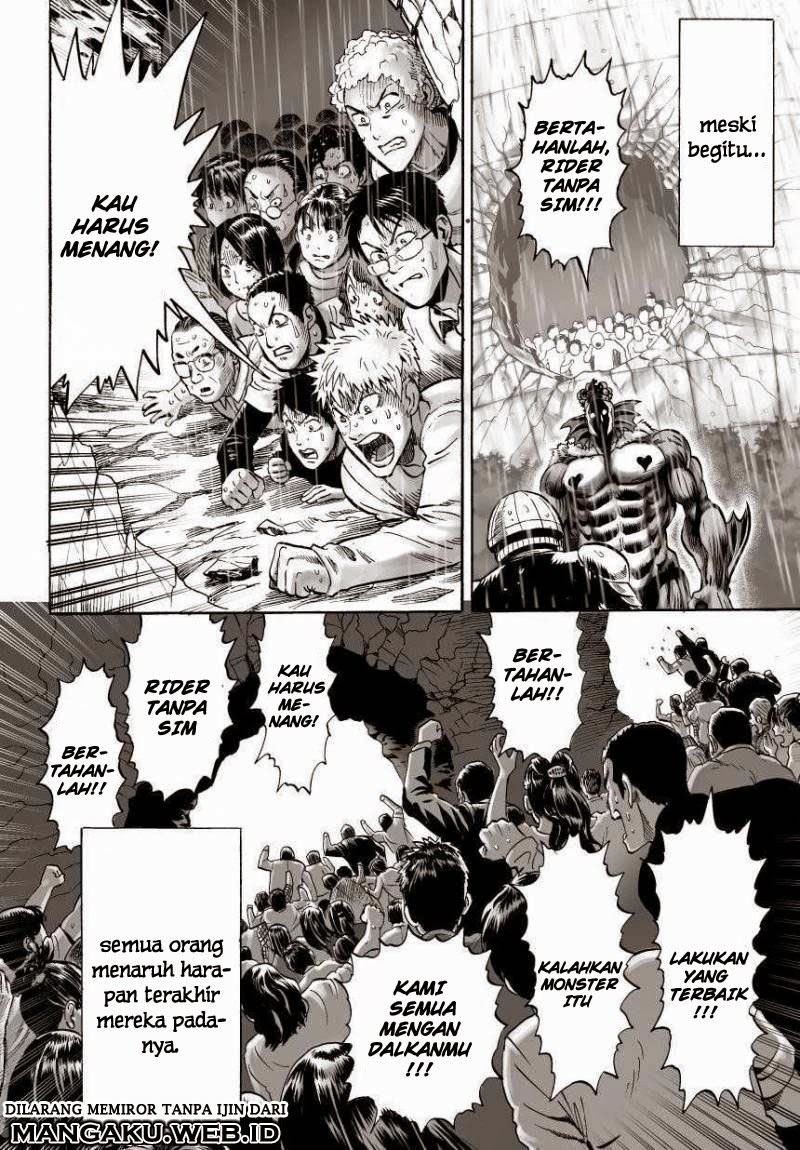 meski
begitu...
BERTA-
HANLAH,
RIDER
TANPA
SIM!!!
KAU
HARUS
MENANG!
BER-
TAHAN-
LAH!!
KAU
HARUS
ME-
NANG!
RIDER
TANPA
SIM
BER-
TAHAN-
LAH!!
LAKUKAN
YANG
TERBAIK
!!!
KALAHKAN
MONSTER
ITU
KAMI
SEMUA
MENGAN
DALKANMU
!!!
semua orang
menaruh hara-
pan terakhir
mereka pada-
nya.
DILARANG MEMIROR TANPA IJIN DARI
MANGAKU.WEB.ID